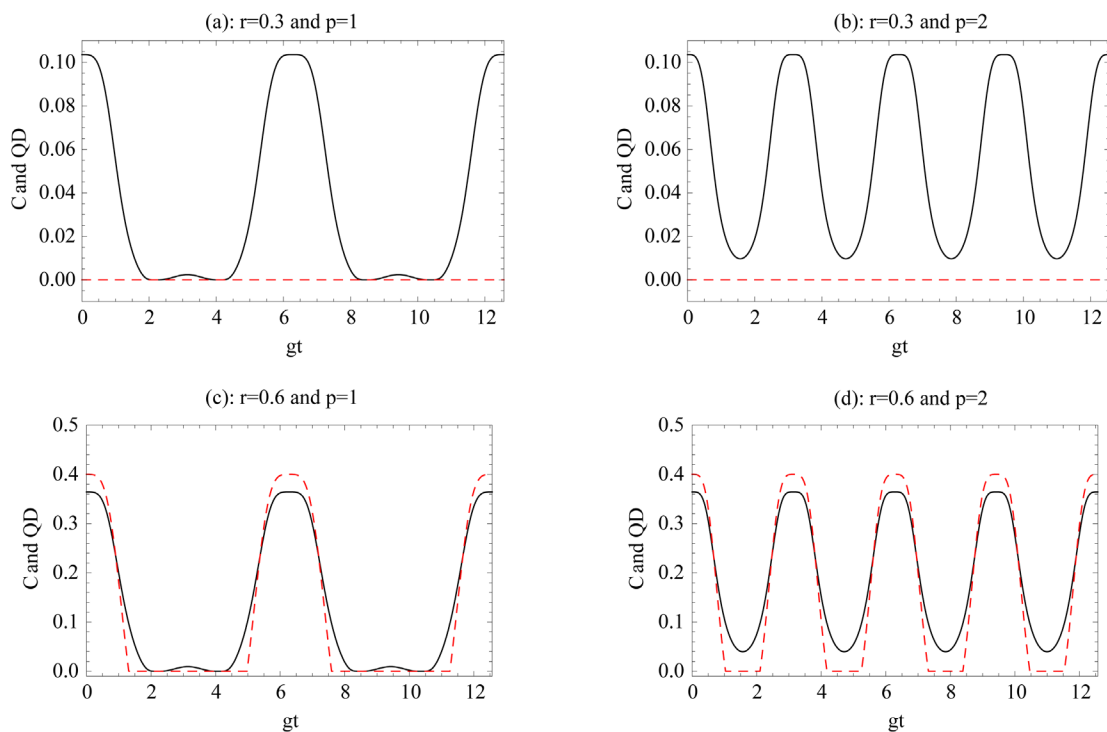 (a): r=0.3 and p=1
C and QD
0.10
0.08
0.06
0.04
0.02
0.00
0 2 4 6 8 10 12
gt
(b): r=0.3 and p=2
C and QD
0.10
0.08
0.06
0.04
0.02
0.00
0 2 4 6 8 10 12
gt
(c): r=0.6 and p=1
C and QD
0.5
0.4
0.3
0.2
0.1
0.0
0 2 4 6 8 10 12
gt
(d): r=0.6 and p=2
C and QD
0.5
0.4
0.3
0.2
0.1
0.0
0 2 4 6 8 10 12
gt